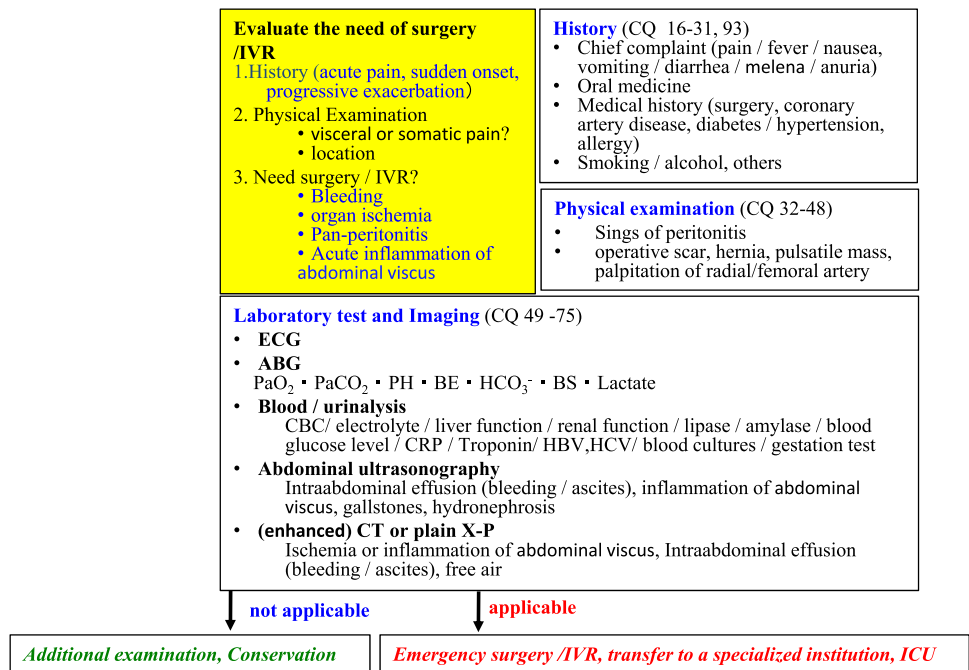 Evaluate the need of surgery
/IVR
1.History (acute pain, sudden onset,
progressive exacerbation）
2. Physical Examination
• visceral or somatic pain?
• location
3. Need surgery / IVR?
• Bleeding
• organ ischemia
• Pan-peritonitis
• Acute inflammation of
abdominal viscus
History (CQ 16-31, 93)
• Chief complaint (pain / fever / nausea,
vomiting / diarrhea / melena / anuria)
• Oral medicine
• Medical history (surgery, coronary
artery disease, diabetes / hypertension,
allergy)
• Smoking / alcohol, others
Physical examination (CQ 32-48)
• Sings of peritonitis
• operative scar, hernia, pulsatile mass,
palpitation of radial/femoral artery
Laboratory test and Imaging (CQ 49 -75)
• ECG
• ABG
PaO₂・PaCO₂・PH・BE・HCO₃⁻・BS・Lactate
• Blood / urinalysis
CBC/ electrolyte / liver function / renal function / lipase / amylase / blood
glucose level / CRP / Troponin/ HBV,HCV/ blood cultures / gestation test
• Abdominal ultrasonography
Intraabdominal effusion (bleeding / ascites), inflammation of abdominal
viscus, gallstones, hydronephrosis
• (enhanced) CT or plain X-P
Ischemia or inflammation of abdominal viscus, Intraabdominal effusion
(bleeding / ascites), free air
not applicable
applicable
Additional examination, Conservation
Emergency surgery /IVR, transfer to a specialized institution, ICU